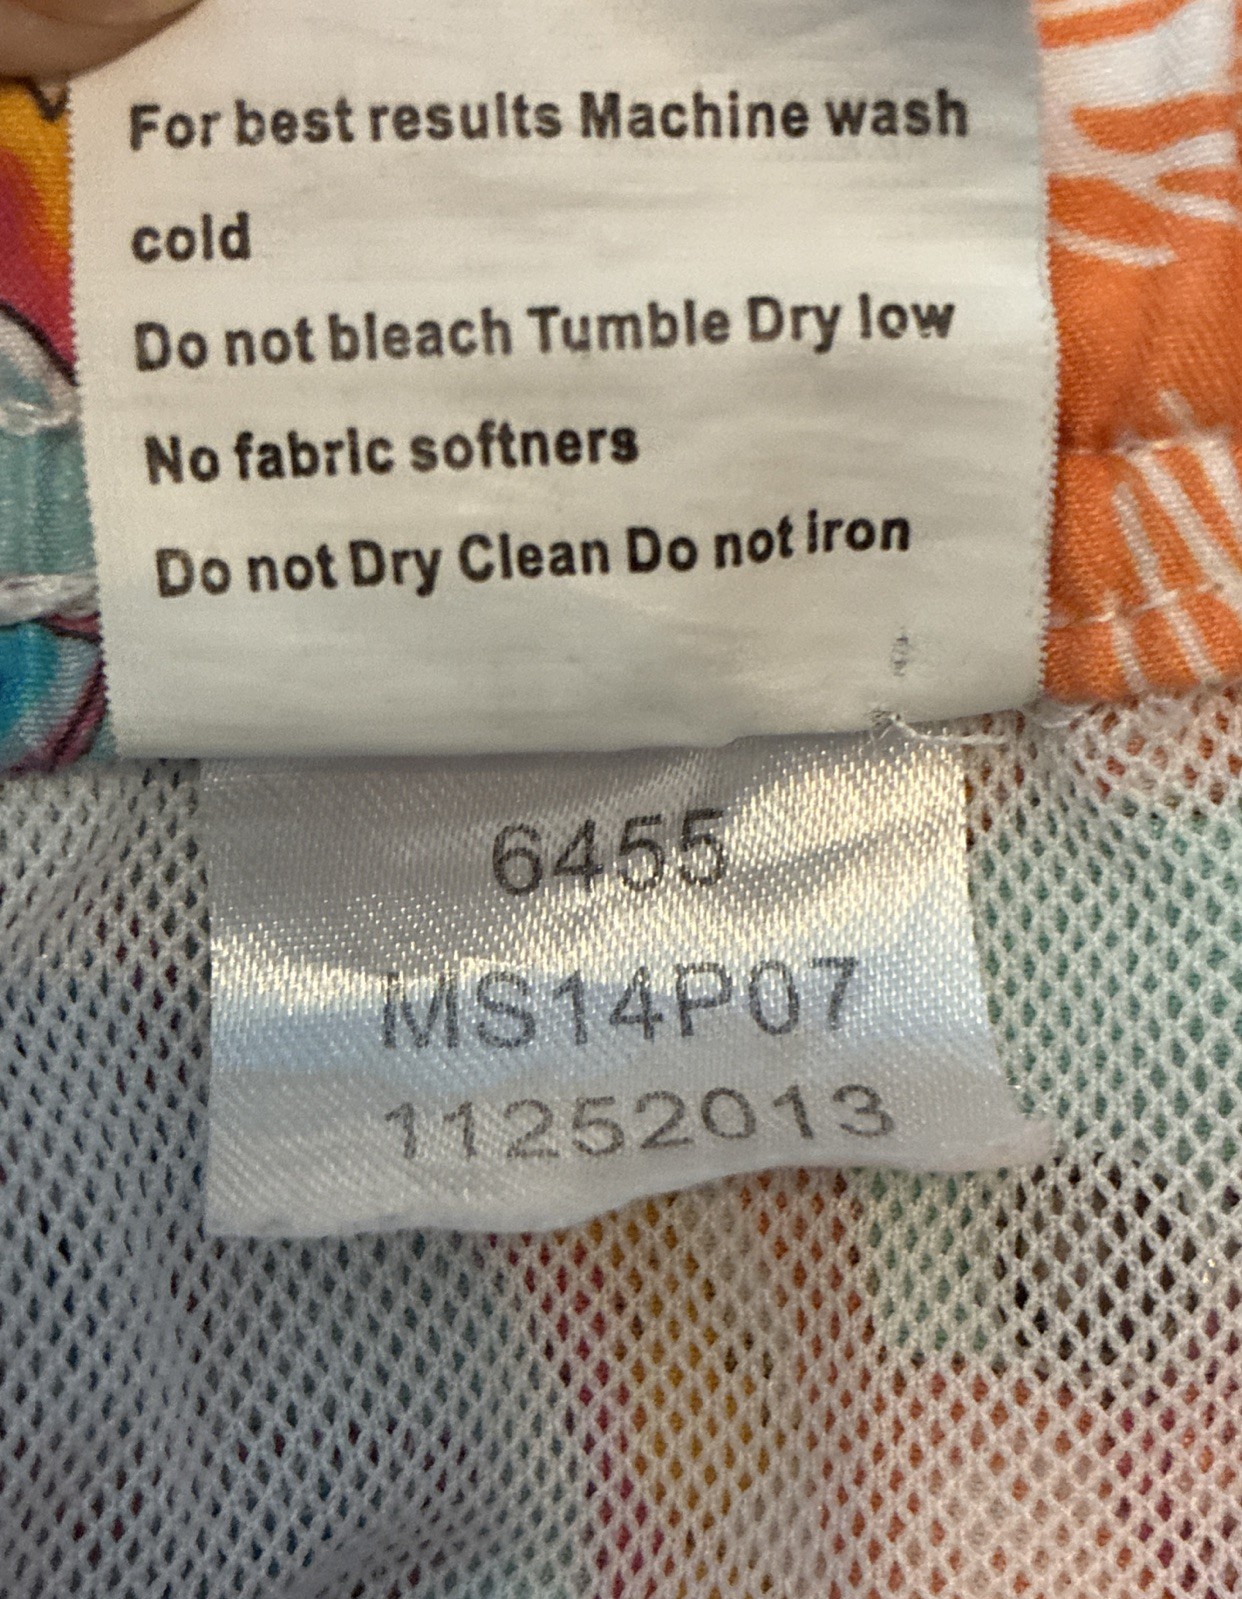 For best results Machine wash
cold
Do not bleach Tumble Dry low
No fabric softners
Do not Dry Clean Do not iron
6455
MS14P07
11252013